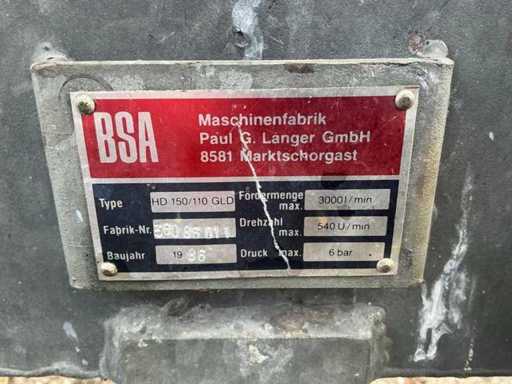 BSA
Maschinenfabrik
Paul G. Langer GmbH
8581 Marktschorgast
Type HD 150/110 GLD Fördermenge max. 3000 l/min
Fabrik-Nr. Drehzahl max. 540 U/min
Baujahr 19 86 Druck max. 6 bar